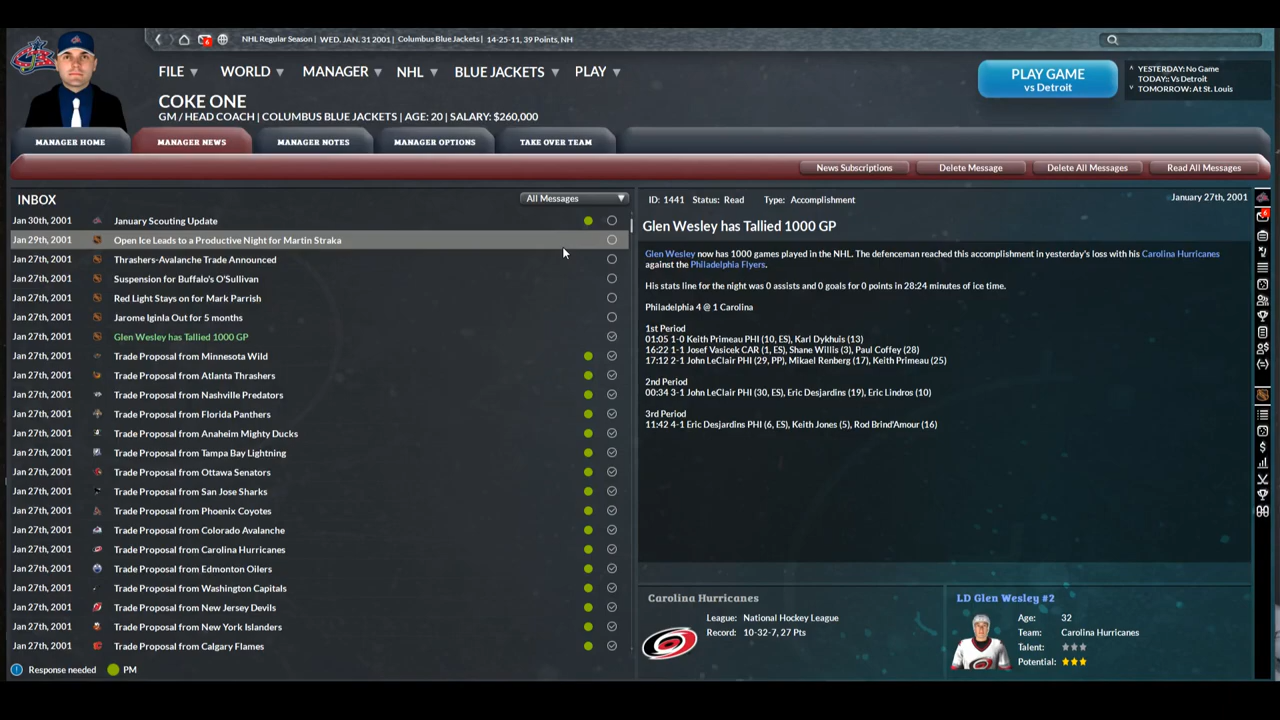 NHL Regular Season | WED. JAN. 31 2001 | Columbus Blue Jackets | 14-25-11, 39 Points, NH
FILE WORLD MANAGER NHL BLUE JACKETS PLAY
COKE ONE
GM / HEAD COACH | COLUMBUS BLUE JACKETS | AGE: 20 | SALARY: $260,000
PLAY GAME
vs Detroit
YESTERDAY: No Game
TODAY:: Vs Detroit
TOMORROW: At St. Louis
MANAGER HOME MANAGER NEWS MANAGER NOTES MANAGER OPTIONS TAKE OVER TEAM
News Subscriptions Delete Message Delete All Messages Read All Messages
INBOX All Messages
Jan 30th, 2001 January Scouting Update
Jan 29th, 2001 Open Ice Leads to a Productive Night for Martin Straka
Jan 27th, 2001 Thrashers-Avalanche Trade Announced
Jan 27th, 2001 Suspension for Buffalo's O'Sullivan
Jan 27th, 2001 Red Light Stays on for Mark Parrish
Jan 27th, 2001 Jarome Iginla Out for 5 months
Jan 27th, 2001 Glen Wesley has Tallied 1000 GP
Jan 27th, 2001 Trade Proposal from Minnesota Wild
Jan 27th, 2001 Trade Proposal from Atlanta Thrashers
Jan 27th, 2001 Trade Proposal from Nashville Predators
Jan 27th, 2001 Trade Proposal from Florida Panthers
Jan 27th, 2001 Trade Proposal from Anaheim Mighty Ducks
Jan 27th, 2001 Trade Proposal from Tampa Bay Lightning
Jan 27th, 2001 Trade Proposal from Ottawa Senators
Jan 27th, 2001 Trade Proposal from San Jose Sharks
Jan 27th, 2001 Trade Proposal from Phoenix Coyotes
Jan 27th, 2001 Trade Proposal from Colorado Avalanche
Jan 27th, 2001 Trade Proposal from Carolina Hurricanes
Jan 27th, 2001 Trade Proposal from Edmonton Oilers
Jan 27th, 2001 Trade Proposal from Washington Capitals
Jan 27th, 2001 Trade Proposal from New Jersey Devils
Jan 27th, 2001 Trade Proposal from New York Islanders
Jan 27th, 2001 Trade Proposal from Calgary Flames
Response needed PM
ID: 1441 Status: Read Type: Accomplishment January 27th, 2001
Glen Wesley has Tallied 1000 GP
Glen Wesley now has 1000 games played in the NHL. The defenceman reached this accomplishment in yesterday's loss with his Carolina Hurricanes
against the Philadelphia Flyers.
His stats line for the night was 0 assists and 0 goals for 0 points in 28:24 minutes of ice time.
Philadelphia 4 @ 1 Carolina
1st Period
01:05 1-0 Keith Primeau PHI (10, ES), Karl Dykhuis (13)
16:22 1-1 Josef Vasicek CAR (1, ES), Shane Willis (3), Paul Coffey (28)
17:12 2-1 John LeClair PHI (29, PP), Mikael Renberg (17), Keith Primeau (25)
2nd Period
00:34 3-1 John LeClair PHI (30, ES), Eric Desjardins (19), Eric Lindros (10)
3rd Period
11:42 4-1 Eric Desjardins PHI (6, ES), Keith Jones (5), Rod Brind'Amour (16)
Carolina Hurricanes
League: National Hockey League
Record: 10-32-7, 27 Pts
LD Glen Wesley #2
Age: 32
Team: Carolina Hurricanes
Talent:
Potential: